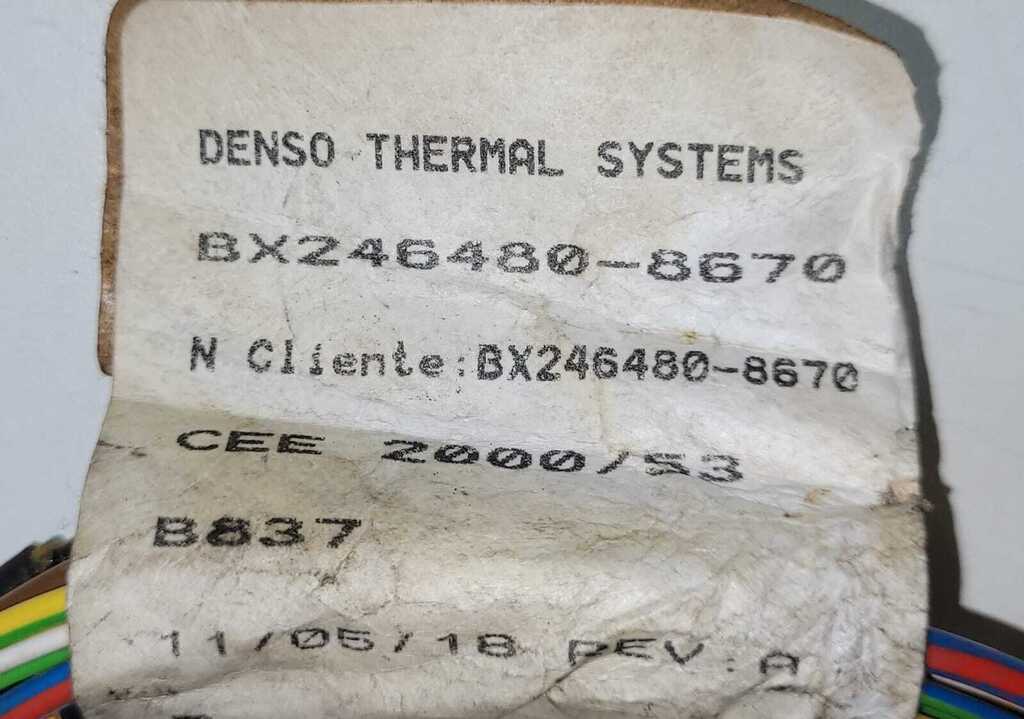 DENSO THERMAL SYSTEMS
BX246480-8670
N Cliente:BX246480-8670
CEE 2000/53
B837
11/05/18 REV:A